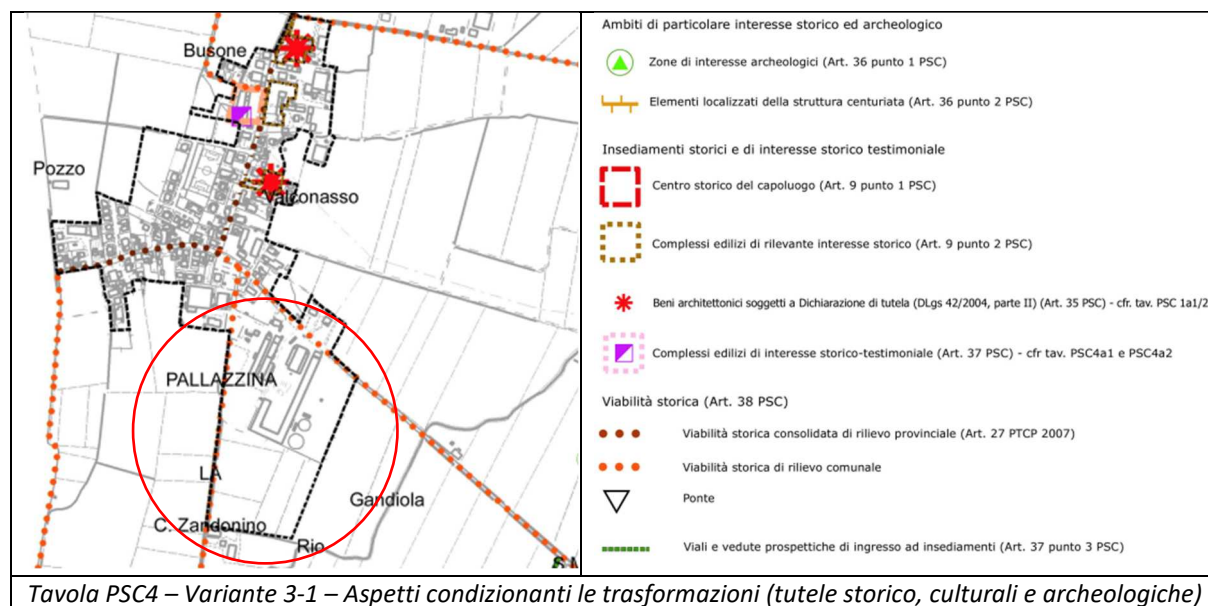 Busone
Pozzo
Valconasso
PALLAZZINA
LA
Gandiola
C. Zandonino
Rio
Ambiti di particolare interesse storico ed archeologico
Zone di interesse archeologici (Art. 36 punto 1 PSC)
Elementi localizzati della struttura centuriata (Art. 36 punto 2 PSC)
Insediamenti storici e di interesse storico testimoniale
Centro storico del capoluogo (Art. 9 punto 1 PSC)
Complessi edilizi di rilevante interesse storico (Art. 9 punto 2 PSC)
Beni architettonici soggetti a Dichiarazione di tutela (DLgs 42/2004, parte II) (Art. 35 PSC) - cfr. tav. PSC 1a1/2
Complessi edilizi di interesse storico-testimoniale (Art. 37 PSC) - cfr tav. PSC4a1 e PSC4a2
Viabilità storica (Art. 38 PSC)
Viabilità storica consolidata di rilievo provinciale (Art. 27 PTCP 2007)
Viabilità storica di rilievo comunale
Ponte
Viali e vedute prospettiche di ingresso ad insediamenti (Art. 37 punto 3 PSC)
Tavola PSC4 – Variante 3-1 – Aspetti condizionanti le trasformazioni (tutele storico, culturali e archeologiche)